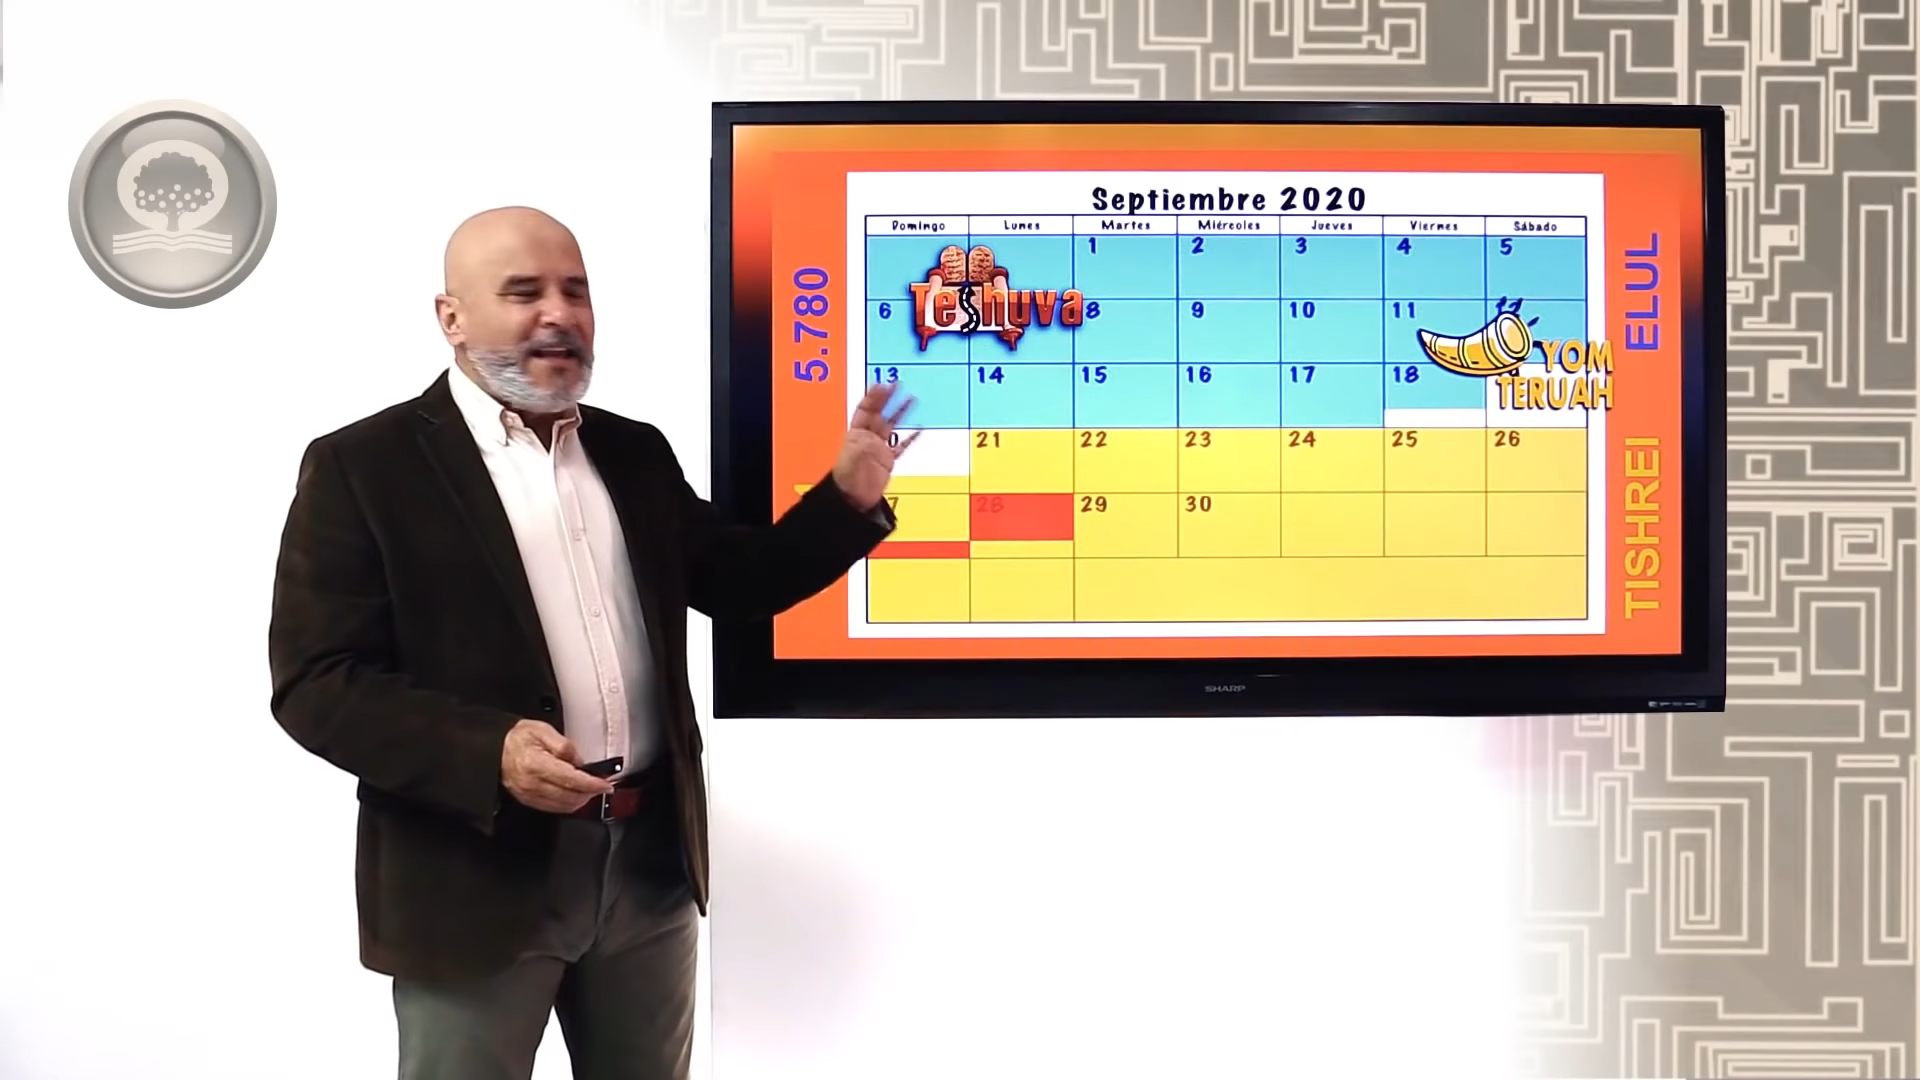 Septiembre 2020
Domingo Lunes Martes Miércoles Jueves Viernes Sábado
1 2 3 4 5
Teshuva
6 8 9 10 11
YOM
TERUAH
13 14 15 16 17 18
21 22 23 24 25 26
28 29 30
5.780
ELUL
TISHREI
SHARP